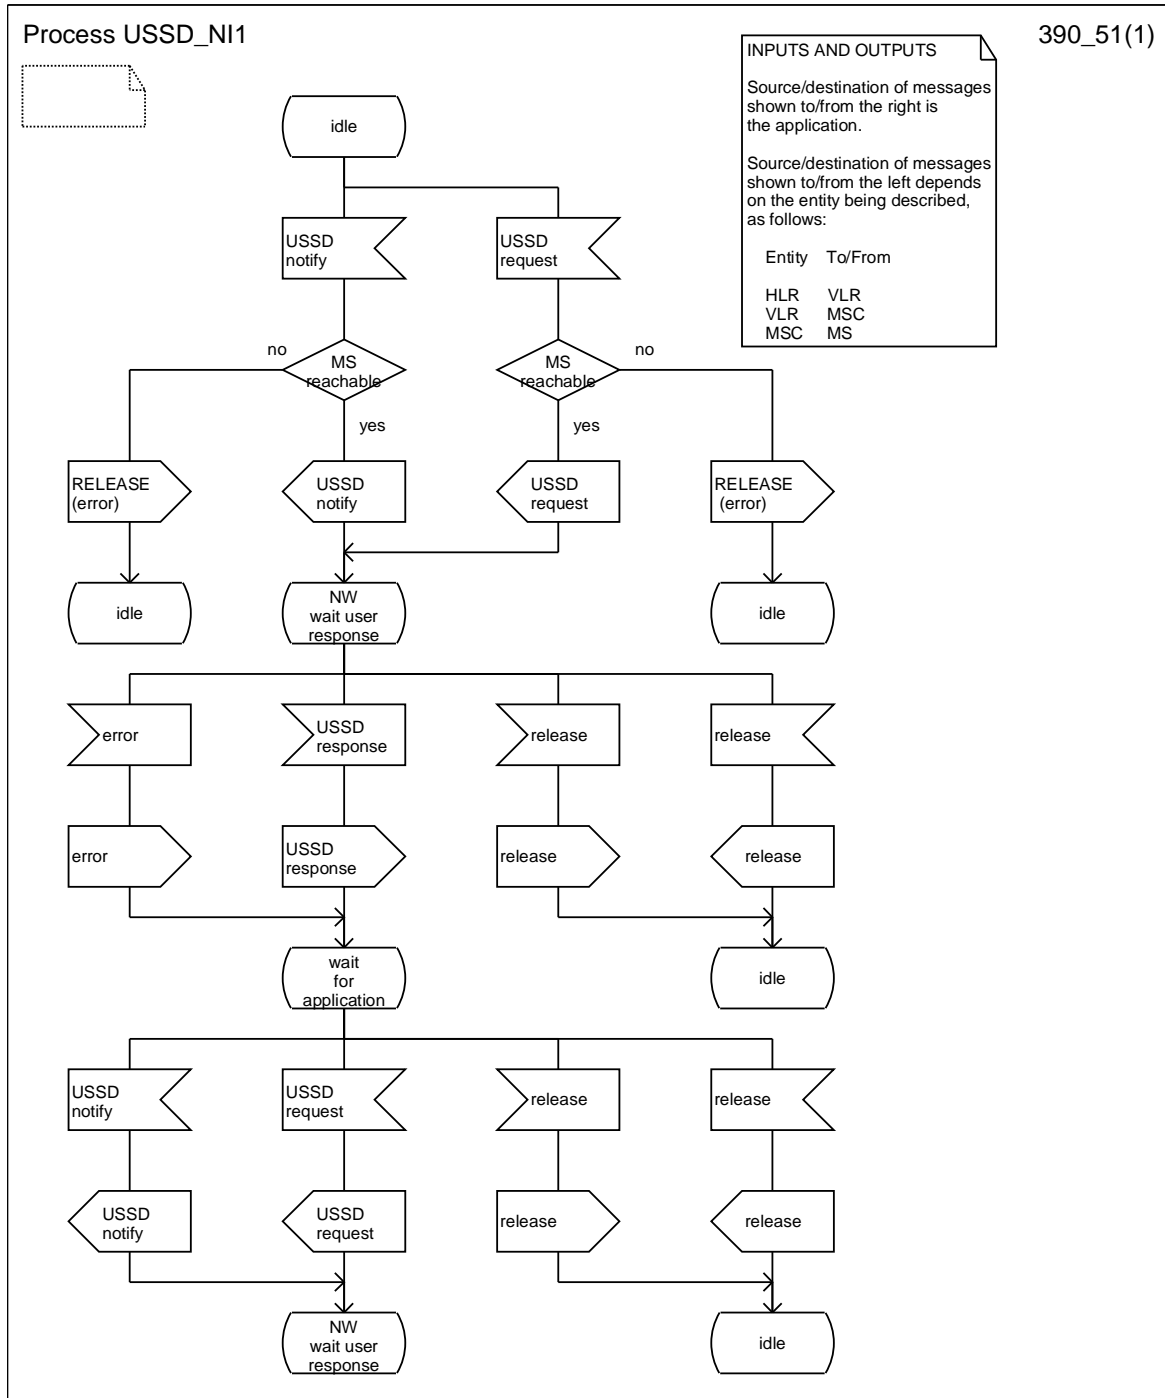 Process USSD_NI1
390_51(1)
INPUTS AND OUTPUTS
Source/destination of messages
shown to/from the right is
the application.
Source/destination of messages
shown to/from the left depends
on the entity being described,
as follows:
Entity To/From
HLR VLR
VLR MSC
MSC MS
idle
USSD
notify
USSD
request
no
MS
reachable
MS
reachable
no
yes
yes
RELEASE
(error)
USSD
notify
USSD
request
RELEASE
(error)
idle
NW
wait user
response
idle
error
USSD
response
release
release
error
USSD
response
release
release
wait
for
application
idle
USSD
notify
USSD
request
release
release
USSD
notify
USSD
request
release
release
NW
wait user
response
idle